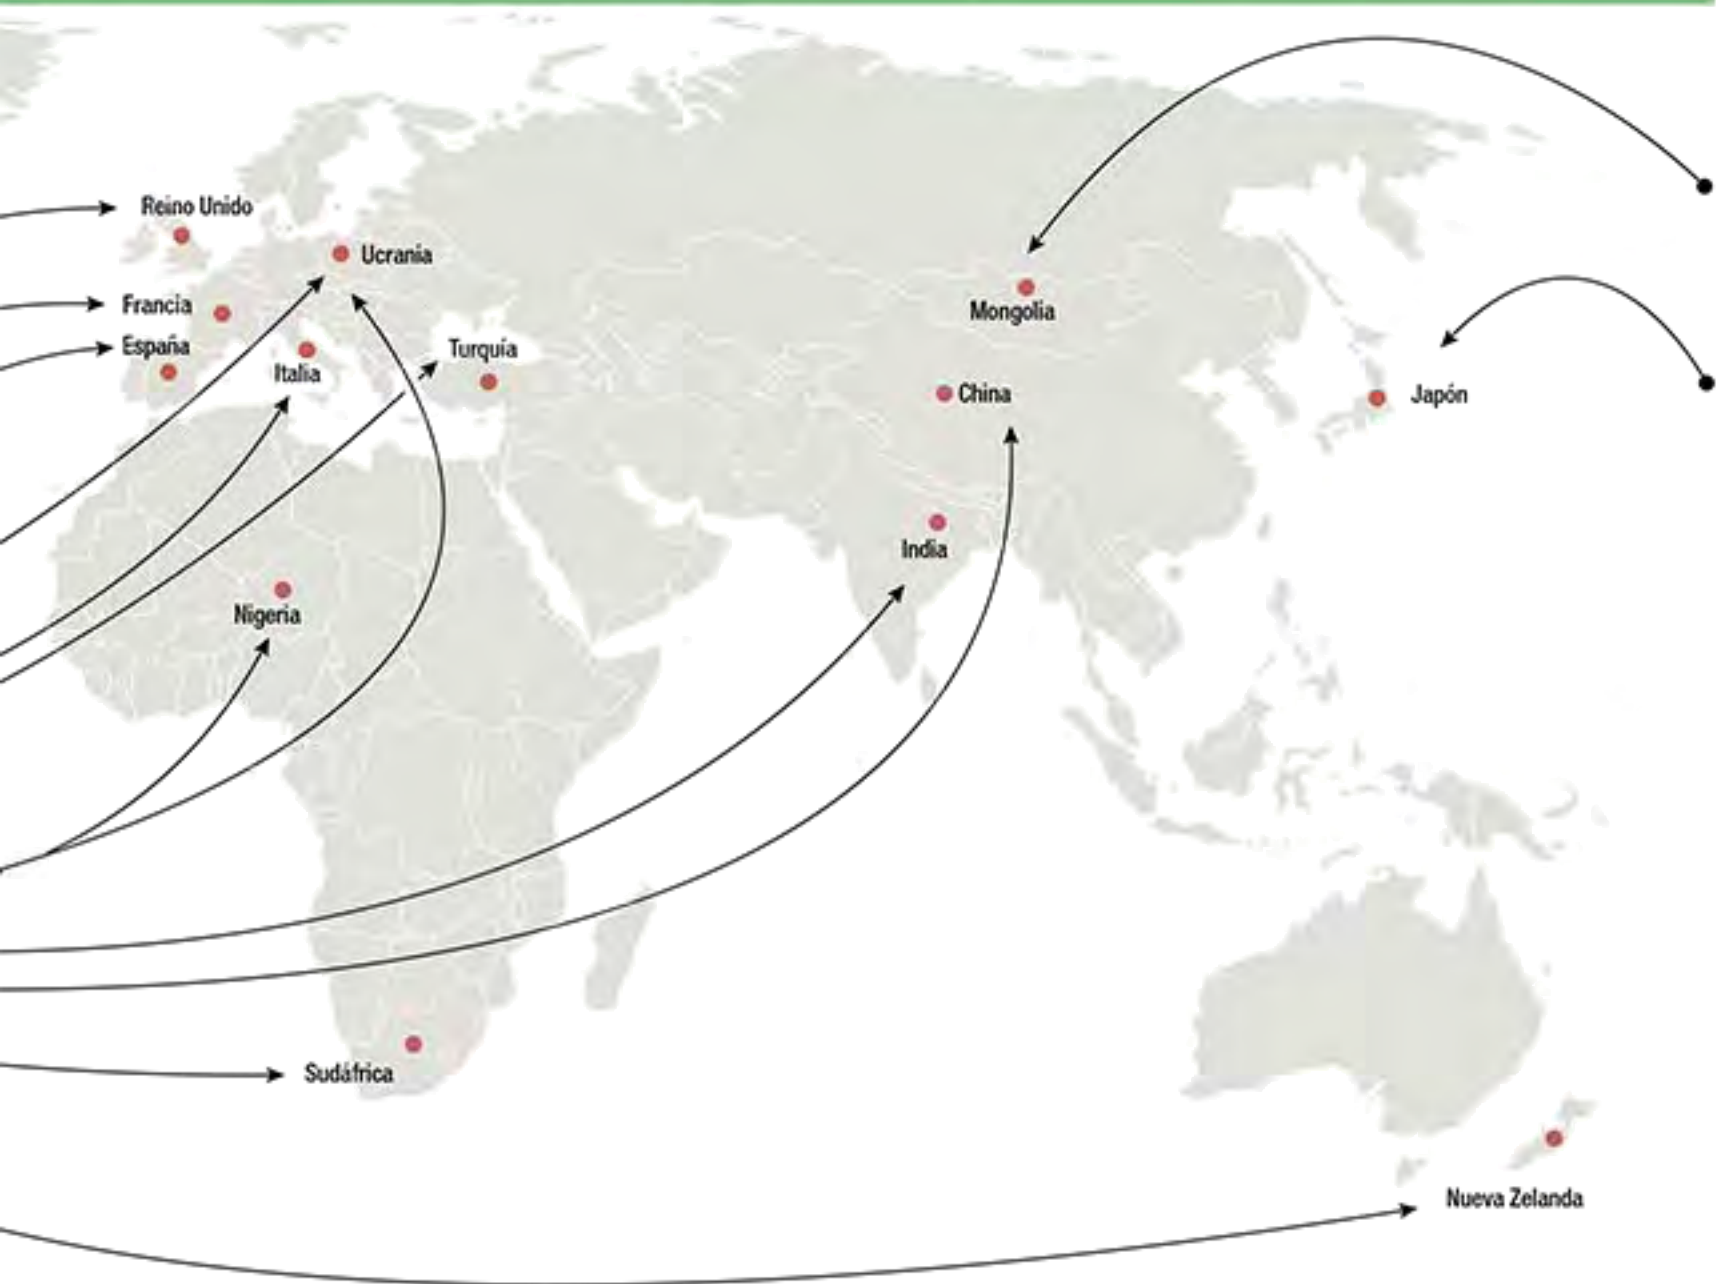 Reino Unido
Ucrania
Francia
Mongolia
España
Turquía
Italia
China
Japón
India
Nigeria
Sudáfrica
Nueva Zelanda